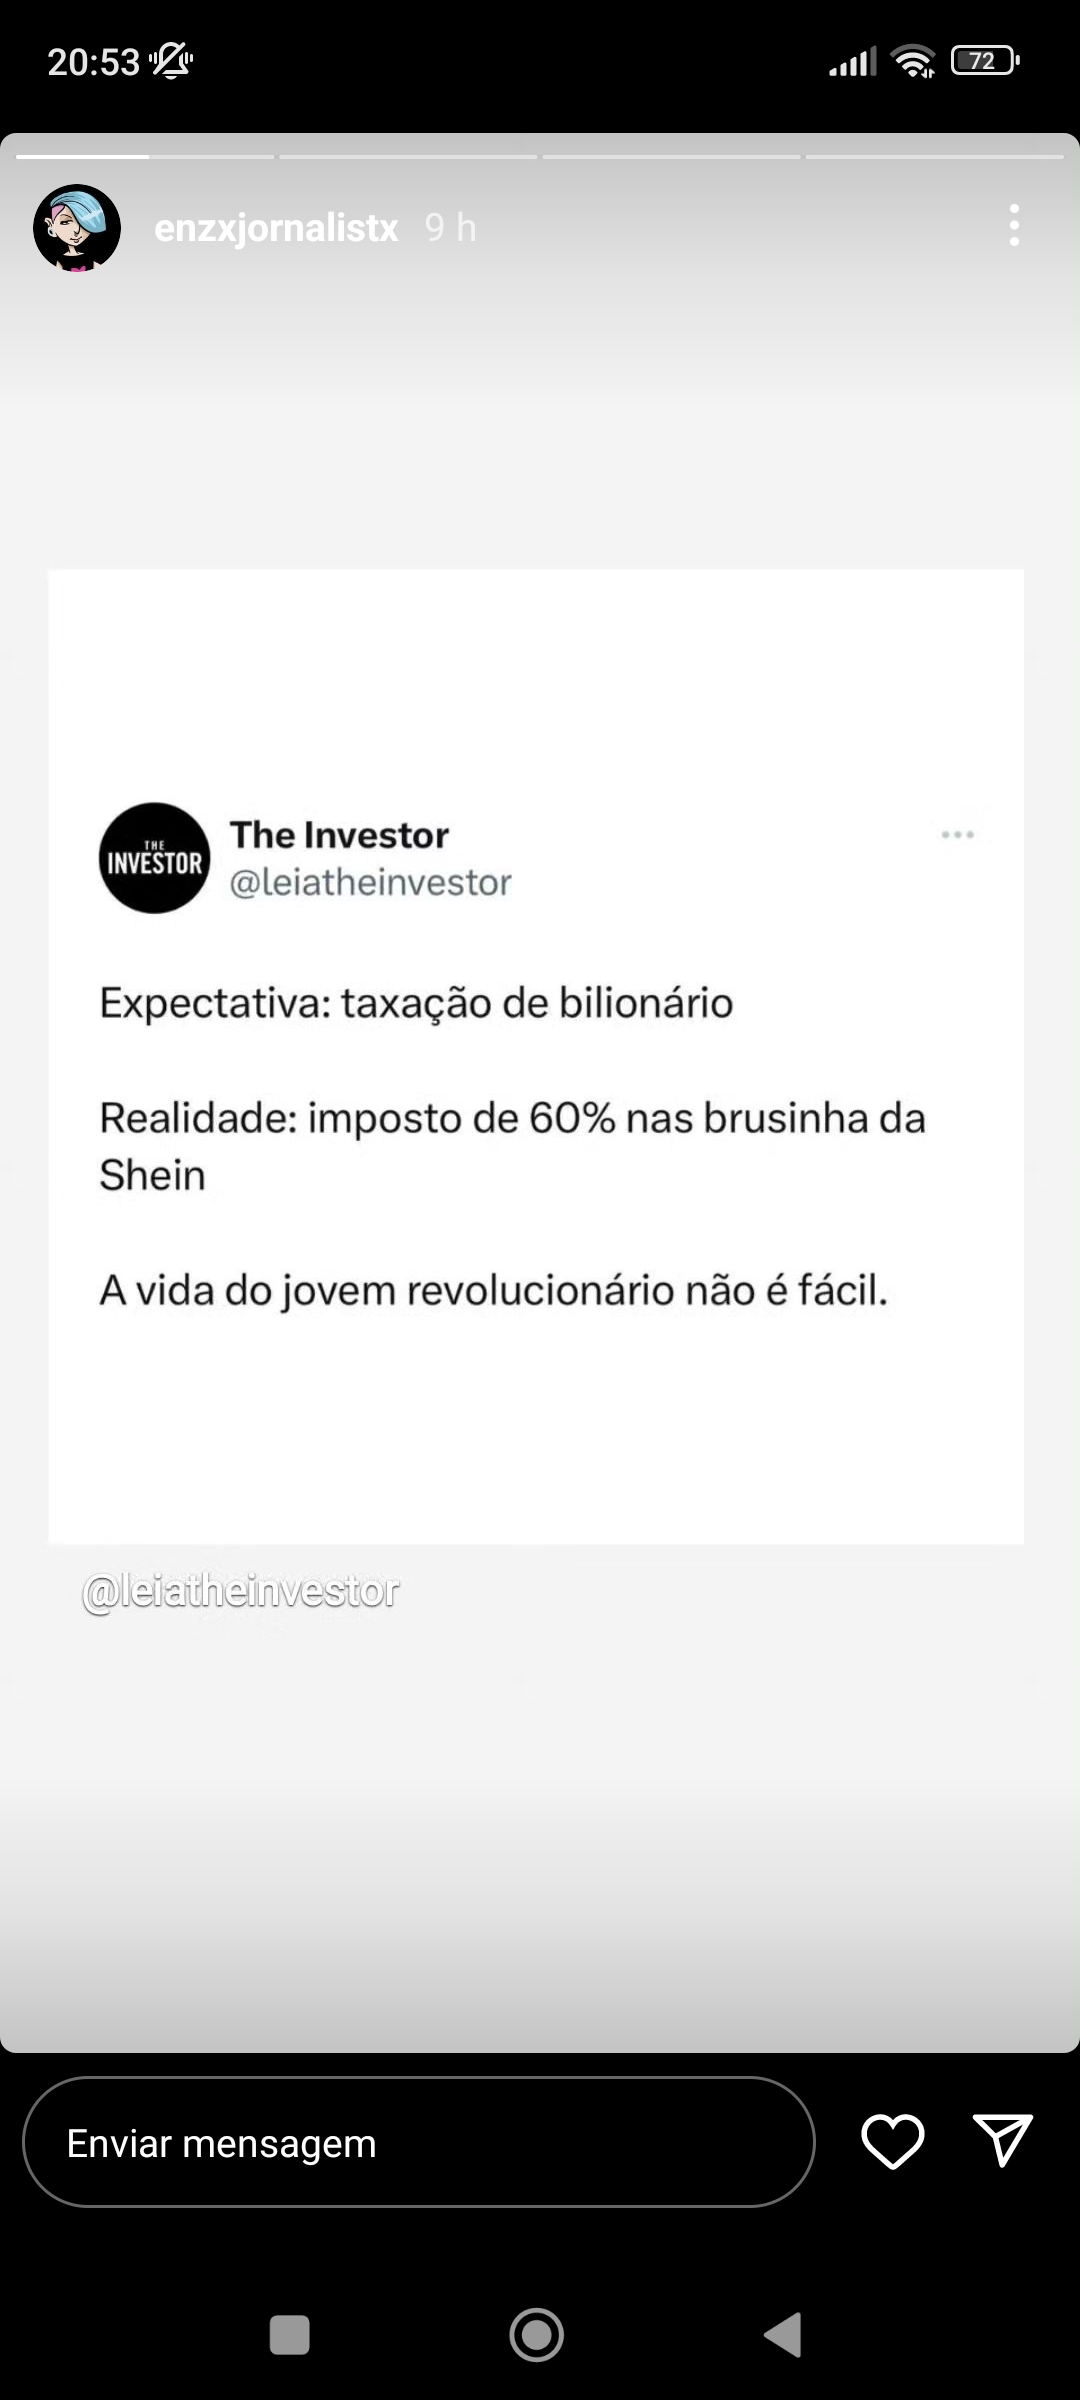 20:53
72
enzxjornalistx 9 h
THE
INVESTOR
The Investor
@leiatheinvestor
Expectativa: taxação de bilionário
Realidade: imposto de 60% nas brusinha da
Shein
A vida do jovem revolucionário não é fácil.
@leiatheinvestor
Enviar mensagem